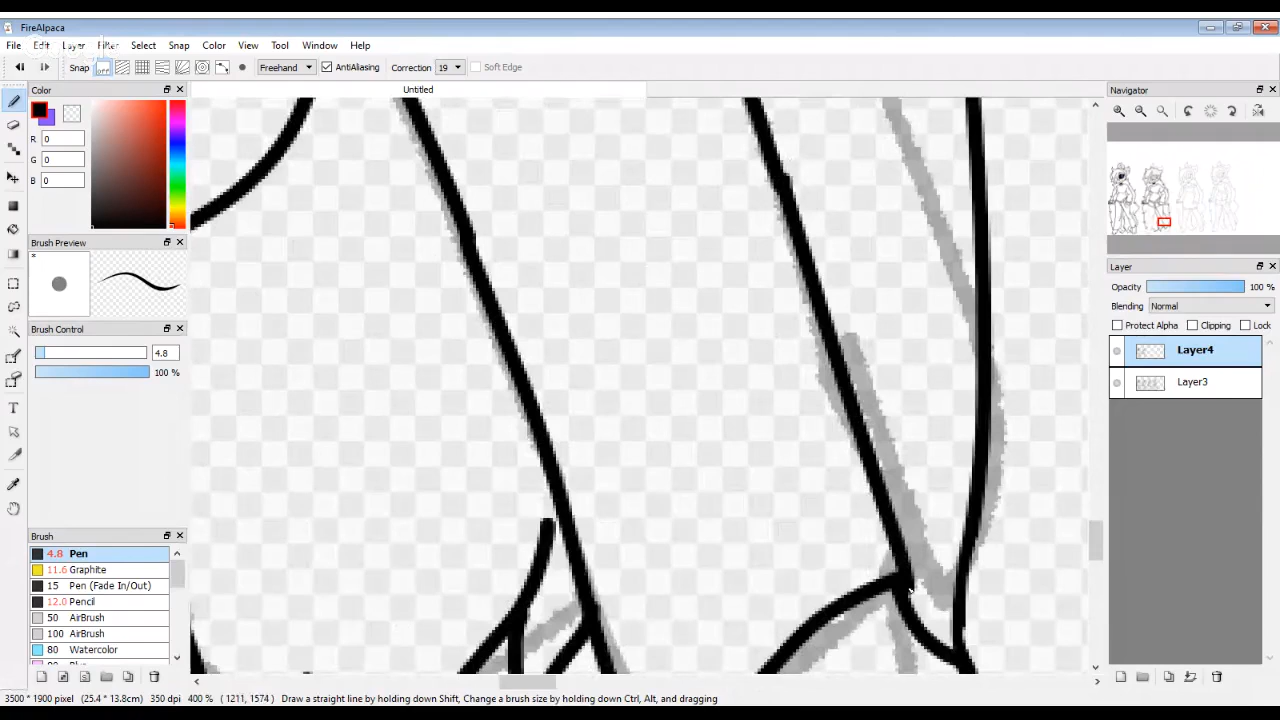 FireAlpaca
File Edit Layer Filter Select Snap Color View Tool Window Help
Snap off Freehand AntiAliasing Correction 19 Soft Edge
Color
Untitled
Navigator
R 0
G 0
B 0
Brush Preview
Layer
Opacity 100 %
Blending Normal
Protect Alpha Clipping Lock
Brush Control
Layer4
4.8
100 %
Layer3
T
Brush
4.8 Pen
11.6 Graphite
15 Pen (Fade In/Out)
12.0 Pencil
50 AirBrush
100 AirBrush
80 Watercolor
3500 * 1900 pixel (25.4 * 13.8cm) 350 dpi 400 % ( 1211, 1574 ) Draw a straight line by holding down Shift, Change a brush size by holding down Ctrl, Alt, and dragging